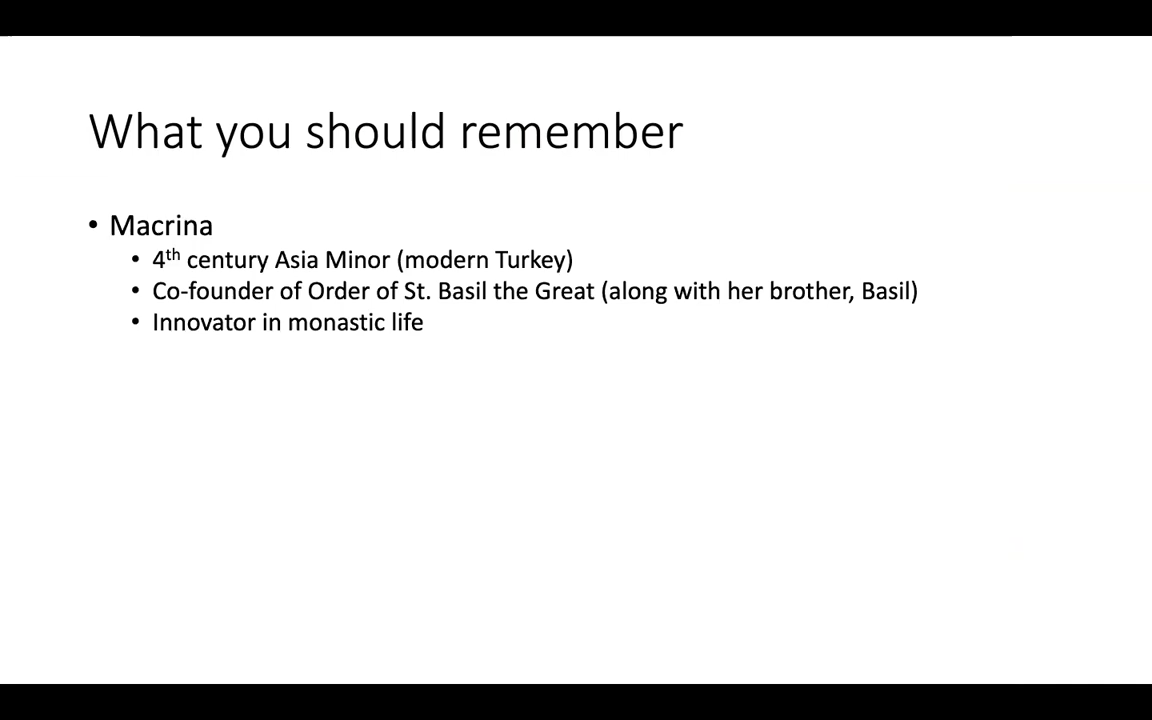 What you should remember
• Macrina
• 4th century Asia Minor (modern Turkey)
• Co-founder of Order of St. Basil the Great (along with her brother, Basil)
• Innovator in monastic life